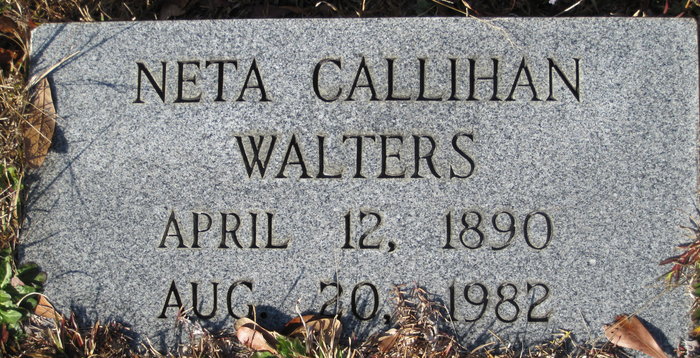 NETA CALLIHAN
WALTERS
APRIL 12, 1890
AUG. 20, 1982